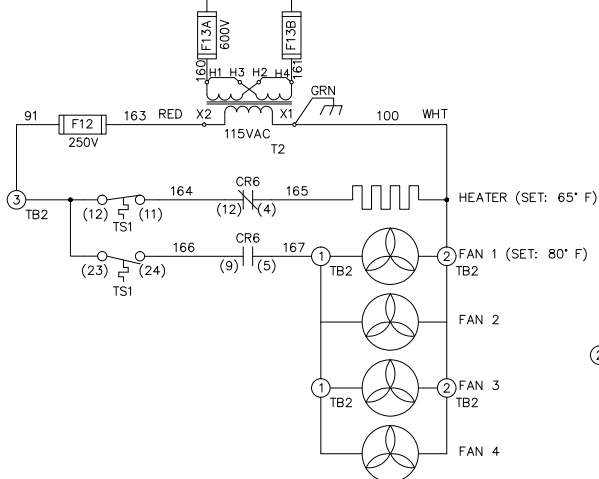 F13A
600V
F13B
160
161
H1 H3 H2 H4
GRN
91
F12
250V
163
RED
X2
X1
115VAC
T2
100
WHT
3
TB2
(12) (11)
TS1
164
CR6
(12) (4)
165
HEATER (SET: 65° F)
(23) (24)
TS1
166
CR6
(9) (5)
167
1
TB2
2
TB2
FAN 1 (SET: 80° F)
FAN 2
1
TB2
2
TB2
FAN 3
FAN 4
2